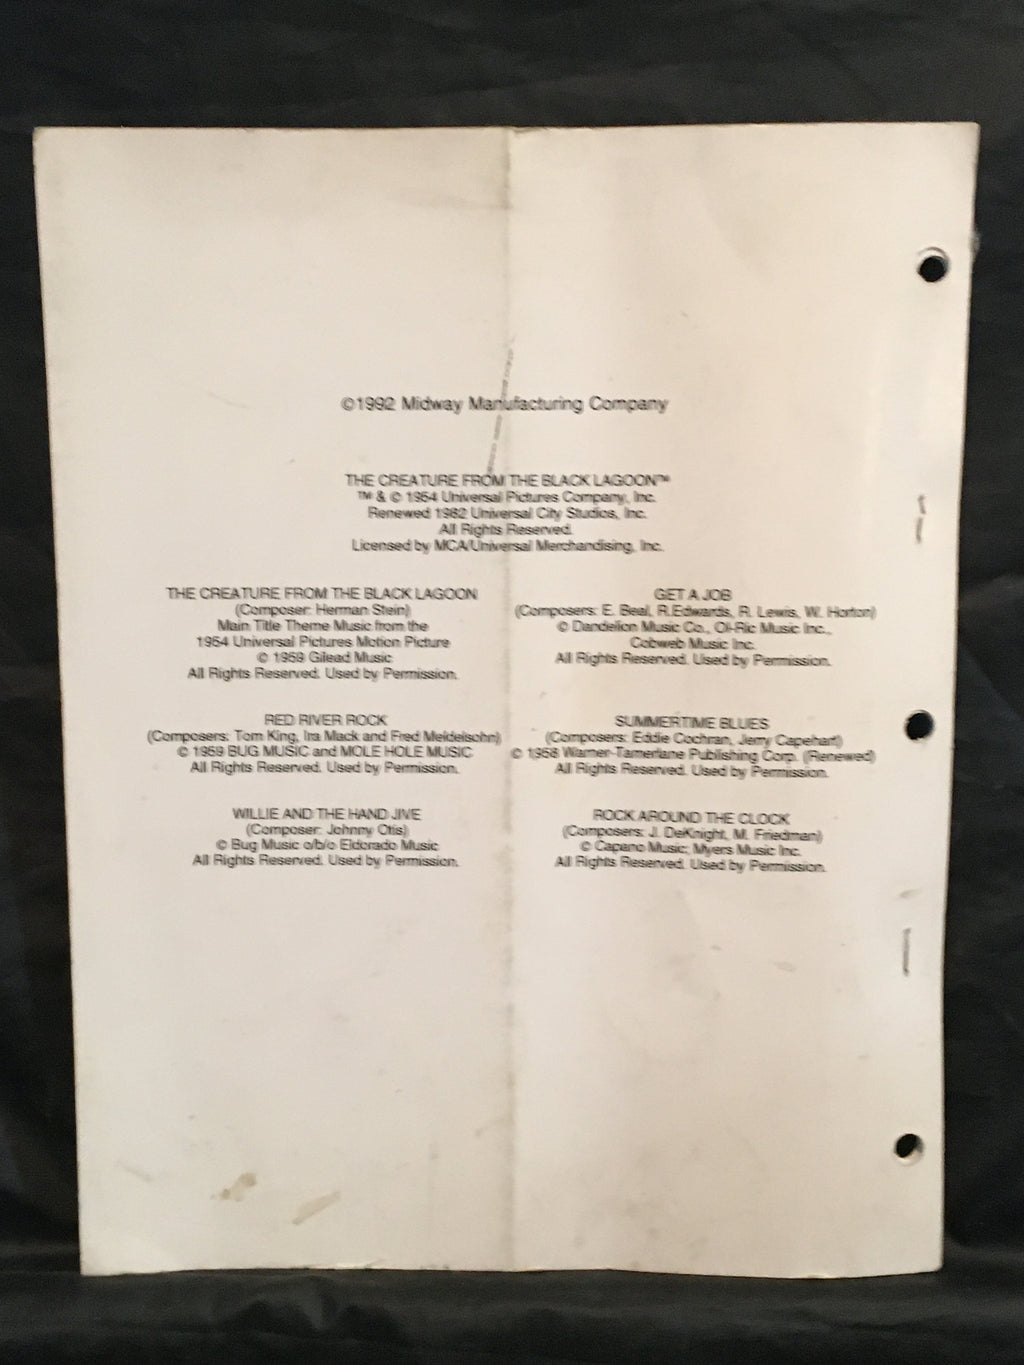 ©1992 Midway Manufacturing Company
THE CREATURE FROM THE BLACK LAGOON™
™ & © 1954 Universal Pictures Company, Inc.
Renewed 1982 Universal City Studios, Inc.
All Rights Reserved.
Licensed by MCA/Universal Merchandising, Inc.
THE CREATURE FROM THE BLACK LAGOON
(Composer: Herman Stein)
Main Title Theme Music from the
1954 Universal Pictures Motion Picture
© 1959 Gilead Music
All Rights Reserved. Used by Permission.
RED RIVER ROCK
(Composers: Tom King, Ira Mack and Fred Meldelsohn)
© 1959 BUG MUSIC and MOLE HOLE MUSIC
All Rights Reserved. Used by Permission.
WILLIE AND THE HAND JIVE
(Composer: Johnny Otis)
© Bug Music o/b/o Eldorado Music
All Rights Reserved. Used by Permission.
GET A JOB
(Composers: E. Beal, R.Edwards, R. Lewis, W. Horton)
© Dandelion Music Co., Ol-Ric Music Inc.,
Cobweb Music Inc.
All Rights Reserved. Used by Permission.
SUMMERTIME BLUES
(Composers: Eddie Cochran, Jerry Capehart)
© 1958 Warner-Tamerlane Publishing Corp. (Renewed)
All Rights Reserved. Used by Permission.
ROCK AROUND THE CLOCK
(Composers: J. DeKnight, M. Friedman)
© Capano Music; Myers Music Inc.
All Rights Reserved. Used by Permission.